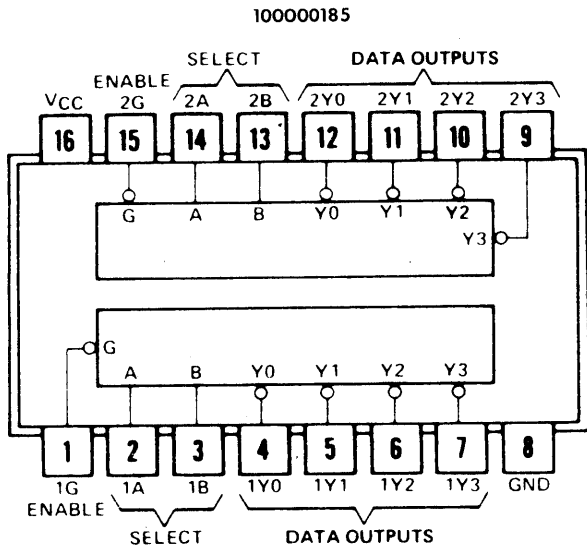 100000185
SELECT DATA OUTPUTS
ENABLE
VCC 2G 2A 2B 2Y0 2Y1 2Y2 2Y3
16 15 14 13 12 11 10 9
G A B Y0 Y1 Y2
Y3
G
A B Y0 Y1 Y2 Y3
1 2 3 4 5 6 7 8
1G 1A 1B 1Y0 1Y1 1Y2 1Y3 GND
ENABLE
SELECT DATA OUTPUTS